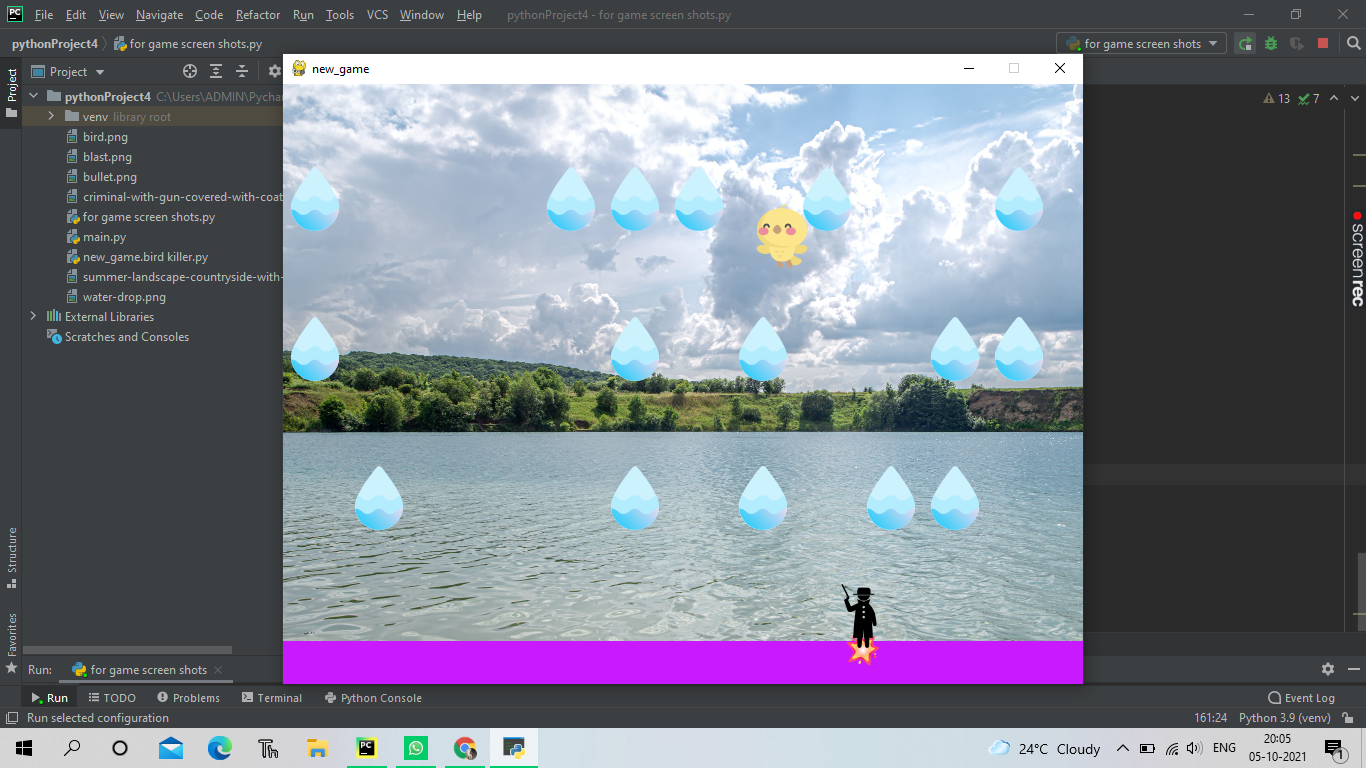 PC File Edit View Navigate Code Refactor Run Tools VCS Window Help pythonProject4 - for game screen shots.py
pythonProject4 for game screen shots.py for game screen shots
Project Project
new_game
13 7
pythonProject4 C:\Users\ADMIN\Pychar
venv library root
bird.png
blast.png
bullet.png
criminal-with-gun-covered-with-coat
for game screen shots.py
main.py
new_game.bird killer.py
summer-landscape-countryside-with-
water-drop.png
External Libraries
Scratches and Consoles
screenrec
Structure
Favorites
Run: for game screen shots
Run TODO Problems Terminal Python Console Event Log
Run selected configuration 161:24 Python 3.9 (venv)
PC 24°C Cloudy ENG 20:05
05-10-2021 1